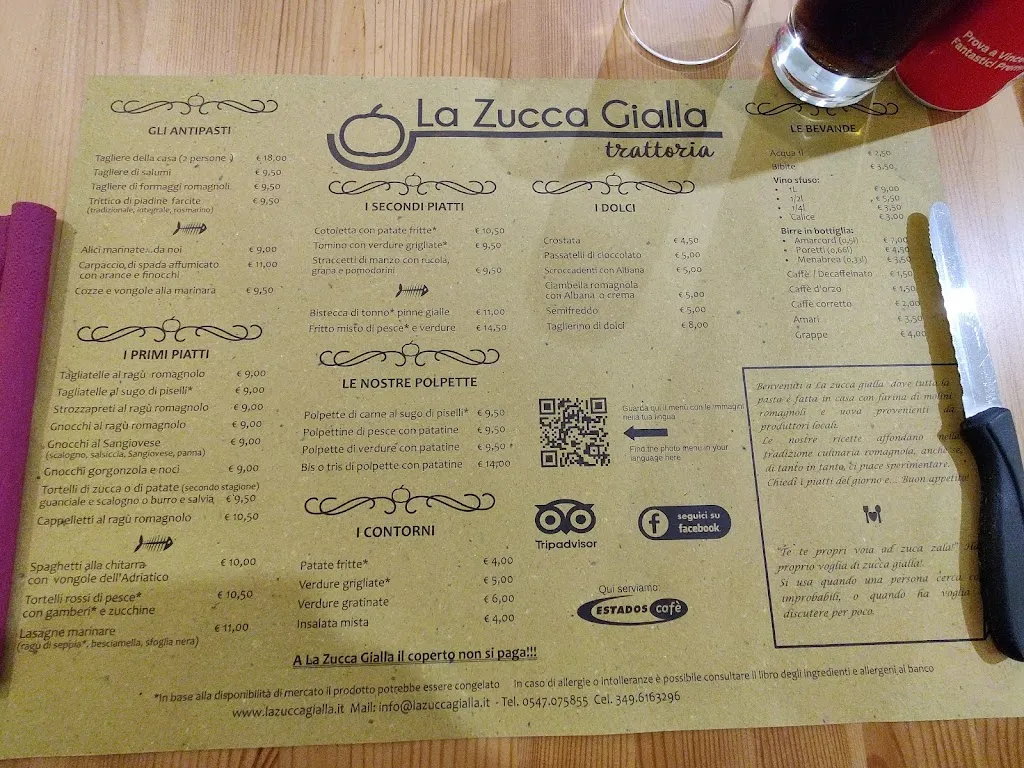 Prova a Vince
Fantastici Premi
La Zucca Gialla
trattoria
GLI ANTIPASTI
Tagliere della casa (2 persone ) € 18,00
Tagliere di salumi € 9,50
Tagliere di formaggi romagnoli € 9,50
Trittico di piadine farcite € 9,50
(tradizionale, integrale, rosmarino)
Alici marinate...da noi € 9,00
Carpaccio di spada affumicato € 11,00
con arance e finocchi
Cozze e vongole alla marinara € 9,50
I PRIMI PIATTI
Tagliatelle al ragù romagnolo € 9,00
Tagliatelle al sugo di piselli* € 9,00
Strozzapreti al ragù romagnolo € 9,00
Gnocchi al ragù romagnolo € 9,00
Gnocchi al Sangiovese € 9,00
(scalogno, salsiccia, Sangiovese, panna)
Gnocchi gorgonzola e noci € 9,00
Tortelli di zucca o di patate (secondo stagione)
guanciale e scalogno o burro e salvia € 9,50
Cappelletti al ragù romagnolo € 10,50
Spaghetti alla chitarra € 10,00
con vongole dell'Adriatico
Tortelli rossi di pesce* € 10,50
con gamberi* e zucchine
Lasagne marinare € 11,00
(ragù di seppia*, besciamella, sfoglia nera)
I SECONDI PIATTI
Cotoletta con patate fritte* € 10,50
Tomino con verdure grigliate* € 9,50
Straccetti di manzo con rucola,
grana e pomodorini € 9,50
Bistecca di tonno* pinne gialle € 11,00
Fritto misto di pesce* e verdure € 14,50
LE NOSTRE POLPETTE
Polpette di carne al sugo di piselli* € 9,50
Polpettine di pesce con patatine € 9,50
Polpette di verdure con patatine € 9,50 *
Bis o tris di polpette con patatine € 14,00
I CONTORNI
Patate fritte* € 4,00
Verdure grigliate* € 5,00
Verdure gratinate € 6,00
Insalata mista € 4,00
I DOLCI
Crostata € 4,50
Passatelli di cioccolato € 5,00
Scroccadenti con Albana € 5,00
Ciambella romagnola
con Albana o crema € 5,00
Semifreddo € 5,00
Taglierino di dolci € 8,00
Guarda qui il menù con le immagini
nella tua lingua
Find the photo menu in your
language here
Tripadvisor
seguici su
facebook
Qui serviamo:
ESTADOS cafè
LE BEVANDE
Acqua 1l € 2,50
Bibite € 3,50
Vino sfuso:
• 1L € 9,00
• 1/2l € 5,50
• 1/4l € 3,50
• Calice € 3,00
Birre in bottiglia:
• Amarcord (0,5l) € 7,00
• Poretti (0,66l) € 4,50
• Menabrea (0,33l) € 3,50
Caffè / Decaffeinato € 1,50
Caffè d'orzo € 1,50
Caffè corretto € 2,00
Amari € 3,50
Grappe € 4,00
Benvenuti a La zucca gialla dove tutta la
pasta è fatta in casa con farina di molini
romagnoli e uova provenienti da
produttori locali.
Le nostre ricette affondano nella
tradizione culinaria romagnola, anche se,
di tanto in tanto, ci piace sperimentare.
Chiedi i piatti del giorno e... Buon appetito!
"Te te propri voia ad zuca zala!"
proprio voglia di zucca gialla!
Si usa quando una persona cerca
improbabili, o quando ha voglia
discutere per poco.
A La Zucca Gialla il coperto non si paga!!!
*In base alla disponibilità di mercato il prodotto potrebbe essere congelato In caso di allergie o intolleranze è possibile consultare il libro degli ingredienti e allergeni al banco
www.lazuccagialla.it Mail: info@lazuccagialla.it - Tel. 0547.075855 Cel. 349.6163296